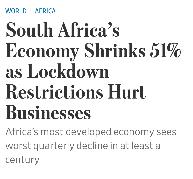 WORLD AFRICA
South Africa's
Economy Shrinks 51%
as Lockdown
Restrictions Hurt
Businesses
Africa's most developed economy sees
worst quarterly decline in at least a
century